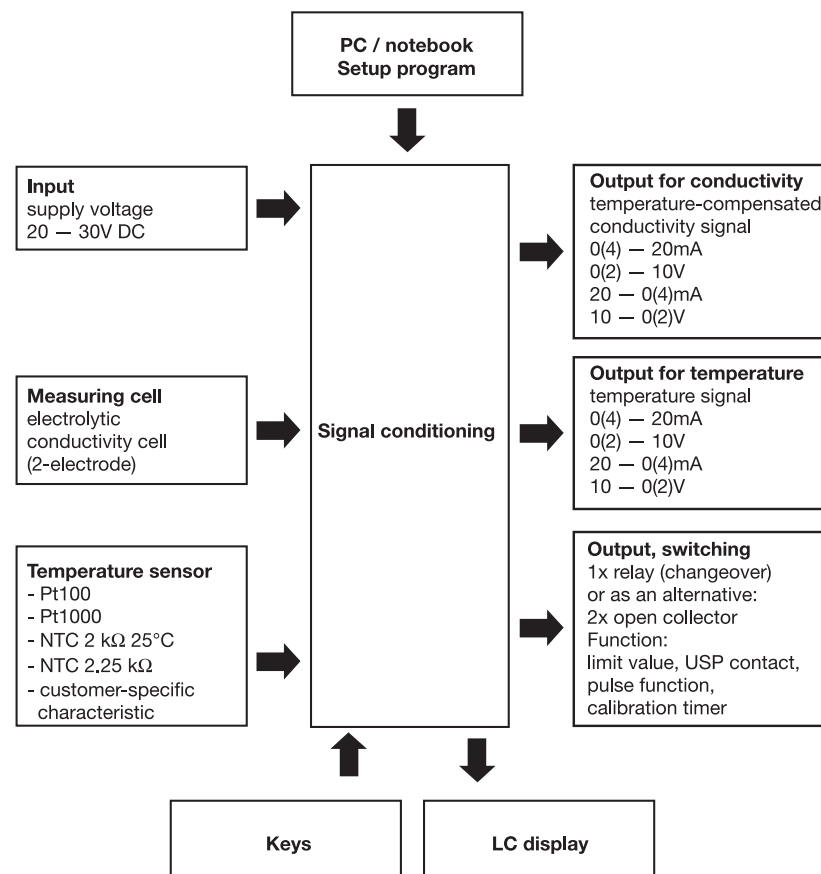 PC / notebook
Setup program
Input
supply voltage
20 — 30V DC
Measuring cell
electrolytic
conductivity cell
(2-electrode)
Temperature sensor
- Pt100
- Pt1000
- NTC 2 kΩ 25°C
- NTC 2.25 kΩ
- customer-specific
characteristic
Signal conditioning
Output for conductivity
temperature-compensated
conductivity signal
0(4) — 20mA
0(2) — 10V
20 — 0(4)mA
10 — 0(2)V
Output for temperature
temperature signal
0(4) — 20mA
0(2) — 10V
20 — 0(4)mA
10 — 0(2)V
Output, switching
1x relay (changeover)
or as an alternative:
2x open collector
Function:
limit value, USP contact,
pulse function,
calibration timer
Keys
LC display